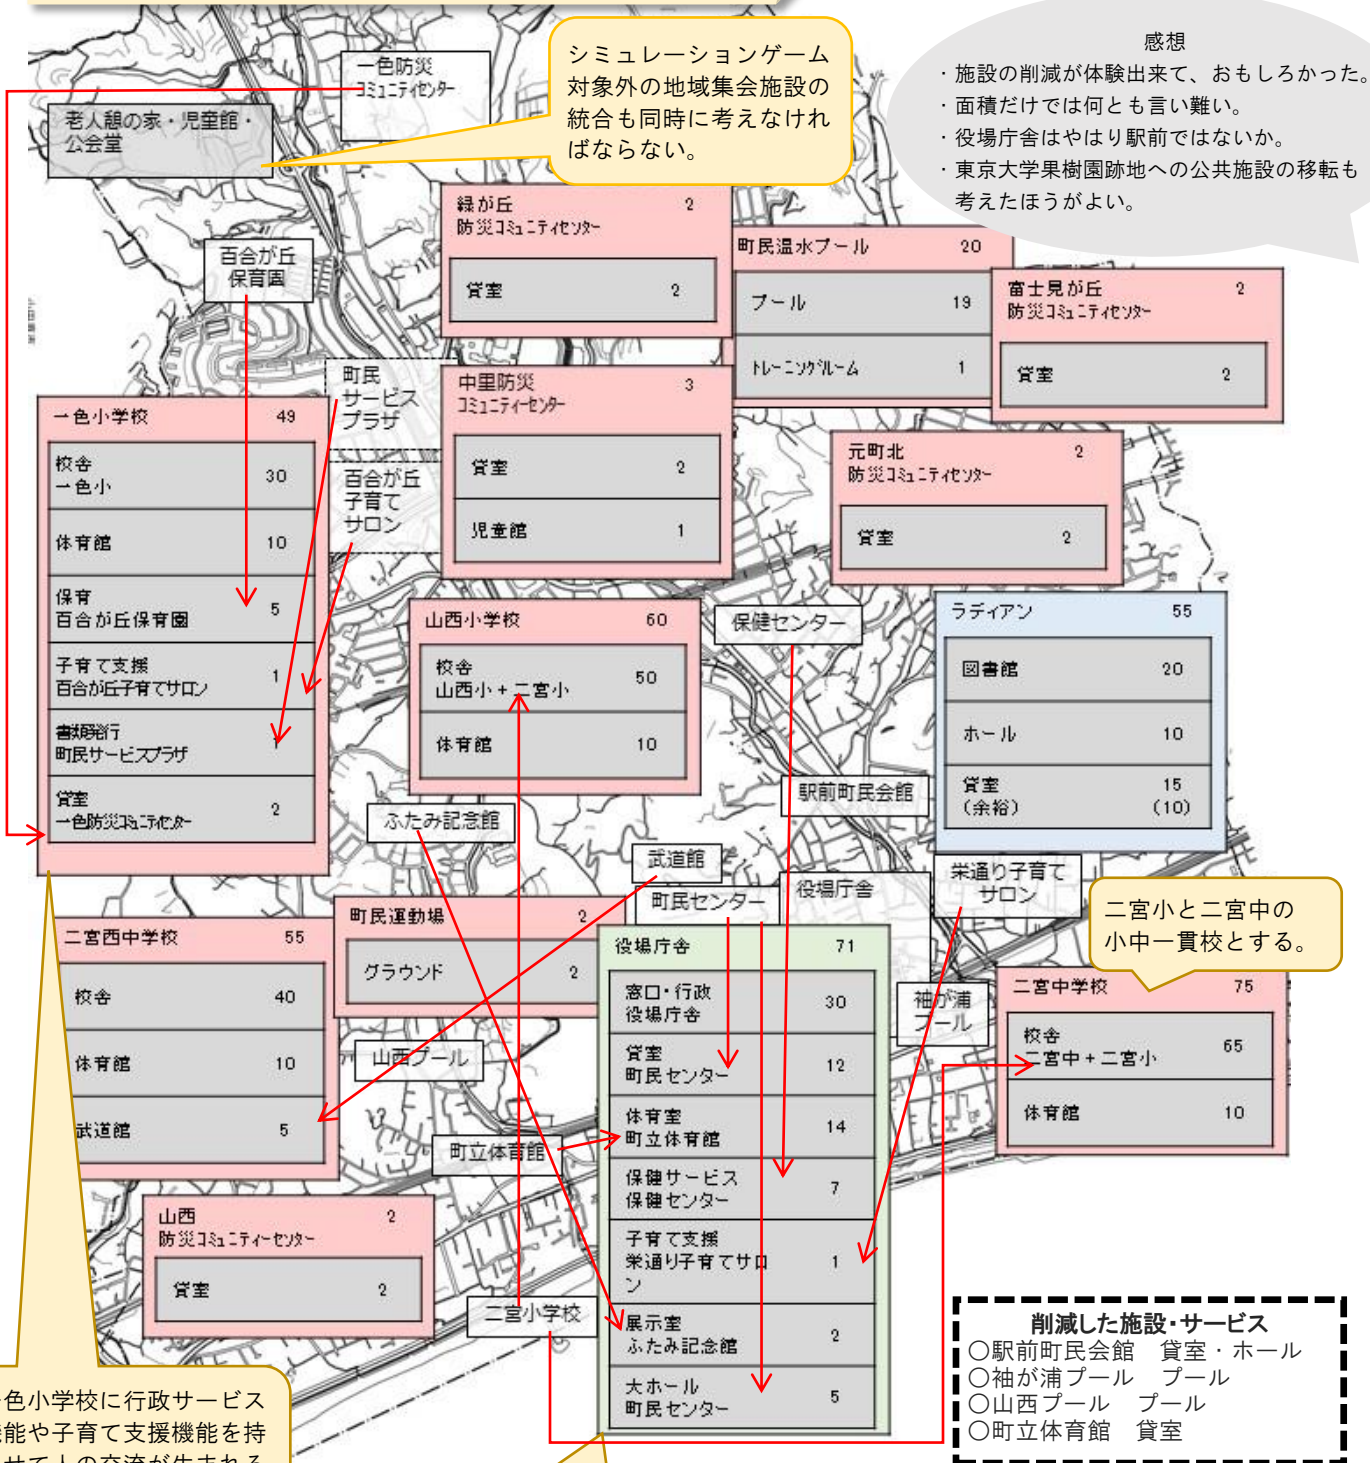 感想
・施設の削減が体験出来て、おもしろかった。
・面積だけでは何とも言い難い。
・役場庁舎はやはり駅前ではないか。
・東京大学果樹園跡地への公共施設の移転も
考えたほうがよい。
シミュレーションゲーム
対象外の地域集会施設の
統合も同時に考えなけれ
ばならない。
一色防災
コミュニティセンター
老人憩の家・児童館・
公会堂
緑が丘 2
防災コミュニティセンター
貸室 2
町民温水プール 20
プール 19
トレーニングルーム 1
富士見が丘 2
防災コミュニティセンター
貸室 2
百合が丘
保育園
町民
サービス
プラザ
百合が丘
子育て
サロン
中里防災 3
コミュニティーセンター
貸室 2
児童館 1
元町北 2
防災コミュニティセンター
貸室 2
一色小学校 49
校舎
一色小 30
体育館 10
保育
百合が丘保育園 5
子育て支援
百合が丘子育てサロン 1
書類発行
町民サービスプラザ
貸室
一色防災コミュニティセンター 2
山西小学校 60
校舎
山西小＋二宮小 50
体育館 10
保健センター
ラディアン 55
図書館 20
ホール 10
貸室 15
(余裕) (10)
駅前町民会館
ふたみ記念館
武道館
町民センター
役場庁舎
栄通り子育て
サロン
二宮小と二宮中の
小中一貫校とする。
二宮西中学校 55
校舎 40
体育館 10
武道館 5
町民運動場 2
グラウンド 2
山西プール
町立体育館
役場庁舎 71
窓口・行政
役場庁舎 30
貸室
町民センター 12
体育室
町立体育館 14
保健サービス
保健センター 7
子育て支援
栄通り子育てサロ
ン 1
展示室
ふたみ記念館 2
大ホール
町民センター 5
袖が浦
プール
二宮中学校 75
校舎
二宮中＋二宮小 65
体育館 10
山西 2
防災コミュニティーセンター
貸室 2
二宮小学校
削減した施設・サービス
〇駅前町民会館　貸室・ホール
〇袖が浦プール　プール
〇山西プール　プール
〇町立体育館　貸室
色小学校に行政サービス
能や子育て支援機能を持
せて人の交流が生まれる